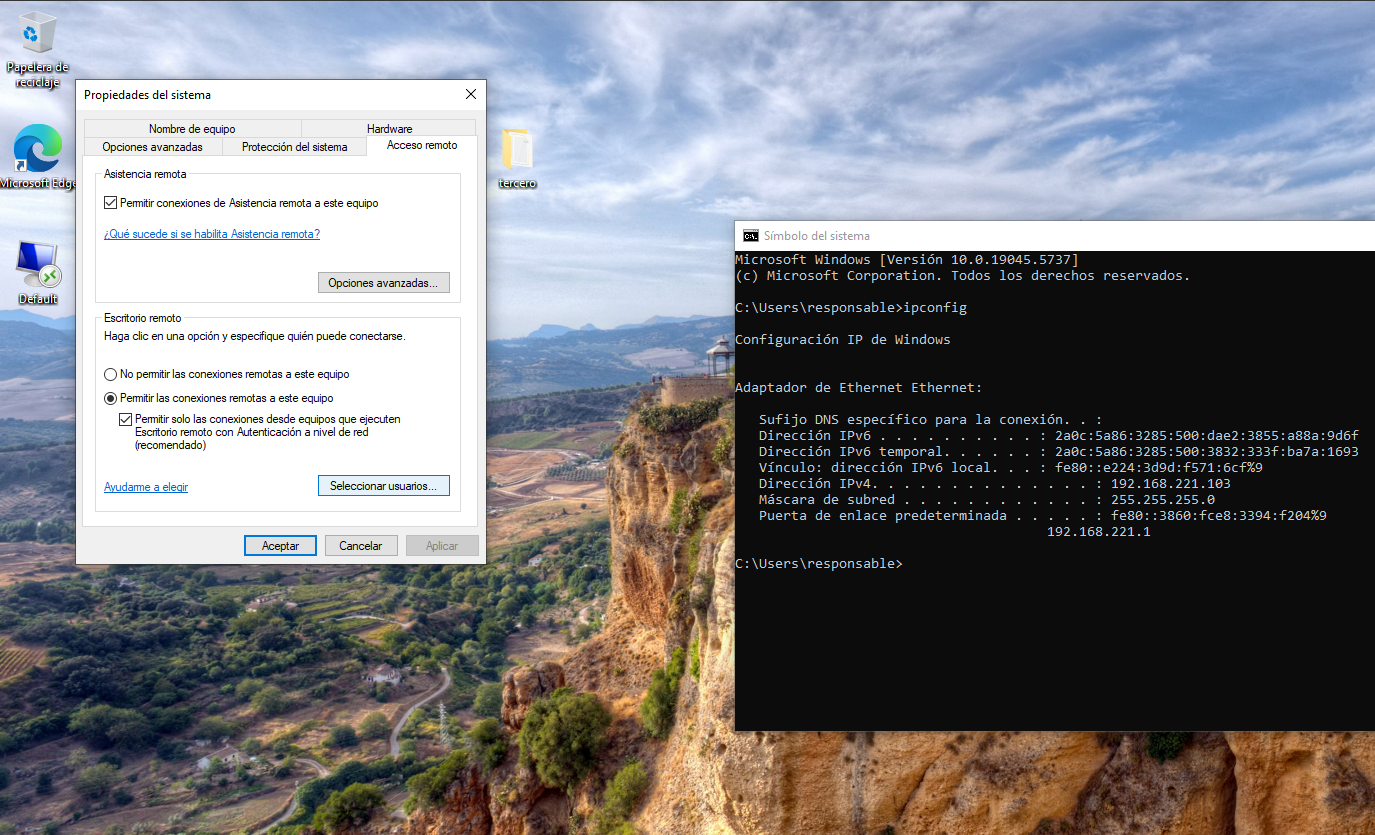 Papelera de
reciclaje
Microsoft Edge
Default
tercero
Propiedades del sistema
Nombre de equipo
Hardware
Opciones avanzadas
Protección del sistema
Acceso remoto
Asistencia remota
Permitir conexiones de Asistencia remota a este equipo
¿Qué sucede si se habilita Asistencia remota?
Opciones avanzadas...
Escritorio remoto
Haga clic en una opción y especifique quién puede conectarse.
No permitir las conexiones remotas a este equipo
Permitir las conexiones remotas a este equipo
Permitir solo las conexiones desde equipos que ejecuten
Escritorio remoto con Autenticación a nivel de red
(recomendado)
Ayudarme a elegir
Seleccionar usuarios...
Aceptar
Cancelar
Aplicar
Símbolo del sistema
Microsoft Windows [Versión 10.0.19045.5737]
(c) Microsoft Corporation. Todos los derechos reservados.
C:\Users\responsable>ipconfig
Configuración IP de Windows
Adaptador de Ethernet Ethernet:
Sufijo DNS específico para la conexión. . :
Dirección IPv6 . . . . . . . . . . : 2a0c:5a86:3285:500:dae2:3855:a88a:9d6f
Dirección IPv6 temporal. . . . . . : 2a0c:5a86:3285:500:3832:333f:ba7a:1693
Vínculo: dirección IPv6 local. . . : fe80::e224:3d9d:f571:6cf%9
Dirección IPv4. . . . . . . . . . . . . . : 192.168.221.103
Máscara de subred . . . . . . . . . . . . : 255.255.255.0
Puerta de enlace predeterminada . . . . . : fe80::3860:fce8:3394:f204%9
192.168.221.1
C:\Users\responsable>